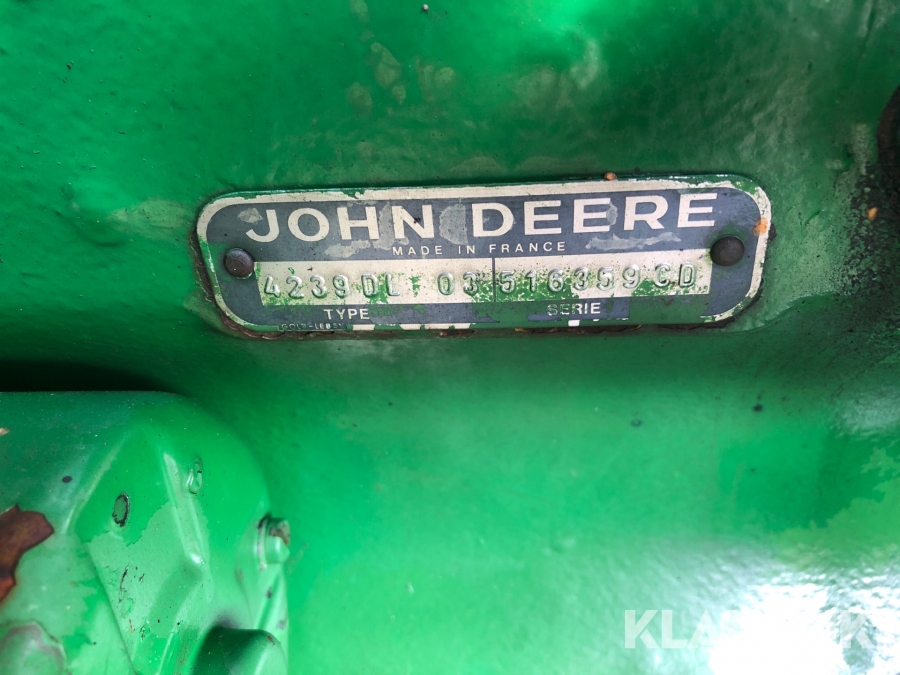 JOHN DEERE
MADE IN FRANCE
4239DL 03 516359CD
TYPE SERIE